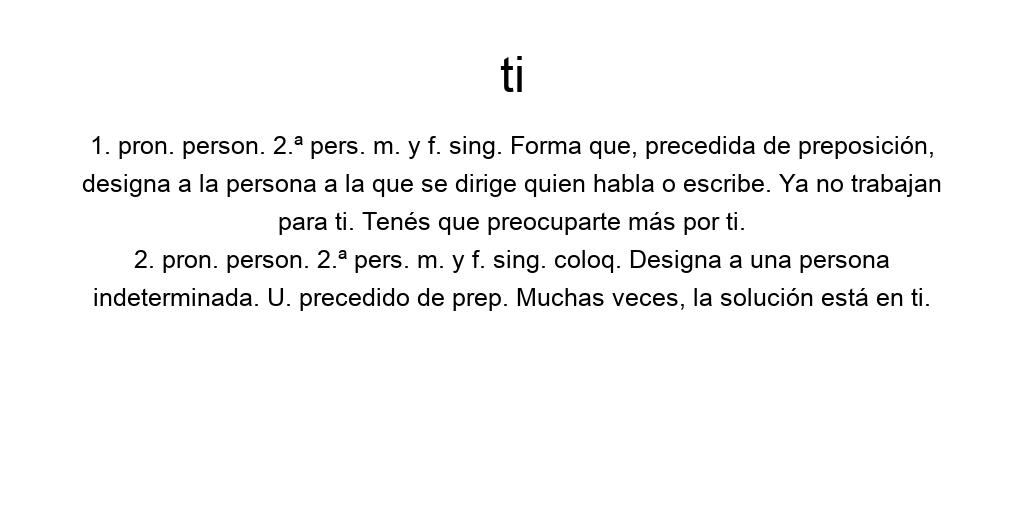 ti
1. pron. person. 2.ª pers. m. y f. sing. Forma que, precedida de preposición,
designa a la persona a la que se dirige quien habla o escribe. Ya no trabajan
para ti. Tenés que preocuparte más por ti.
2. pron. person. 2.ª pers. m. y f. sing. coloq. Designa a una persona
indeterminada. U. precedido de prep. Muchas veces, la solución está en ti.